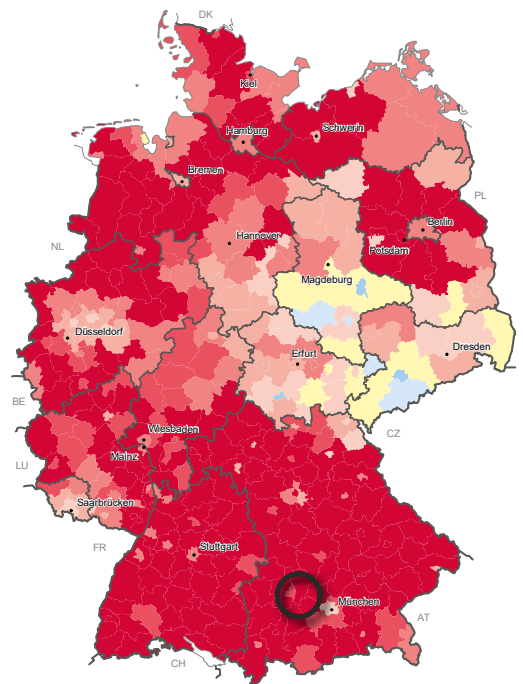 DK
Kiel
Hamburg
Schwerin
Bremen
PL
Berlin
Potsdam
NL
Hannover
Magdeburg
Düsseldorf
Dresden
Erfurt
BE
CZ
Wiesbaden
Mainz
LU
Saarbrücken
FR
Stuttgart
München
AT
CH